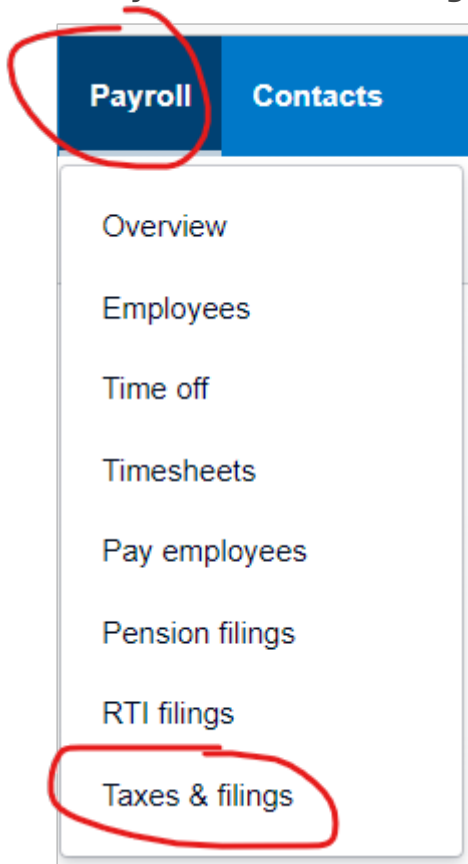 Payroll Contacts
Overview
Employees
Time off
Timesheets
Pay employees
Pension filings
RTI filings
Taxes & filings